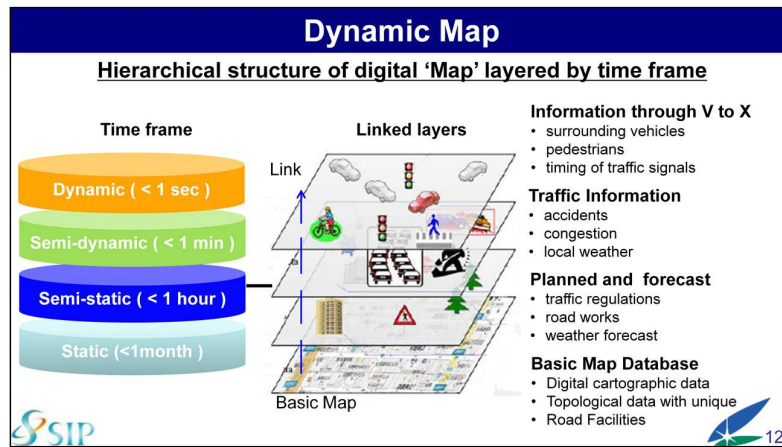 Dynamic Map
Hierarchical structure of digital ‘Map’ layered by time frame
Time frame
Dynamic ( < 1 sec )
Semi-dynamic ( < 1 min )
Semi-static ( < 1 hour )
Static (<1month )
Linked layers
Link
Basic Map
Information through V to X
• surrounding vehicles
• pedestrians
• timing of traffic signals
Traffic Information
• accidents
• congestion
• local weather
Planned and forecast
• traffic regulations
• road works
• weather forecast
Basic Map Database
• Digital cartographic data
• Topological data with unique
• Road Facilities
SIP
12